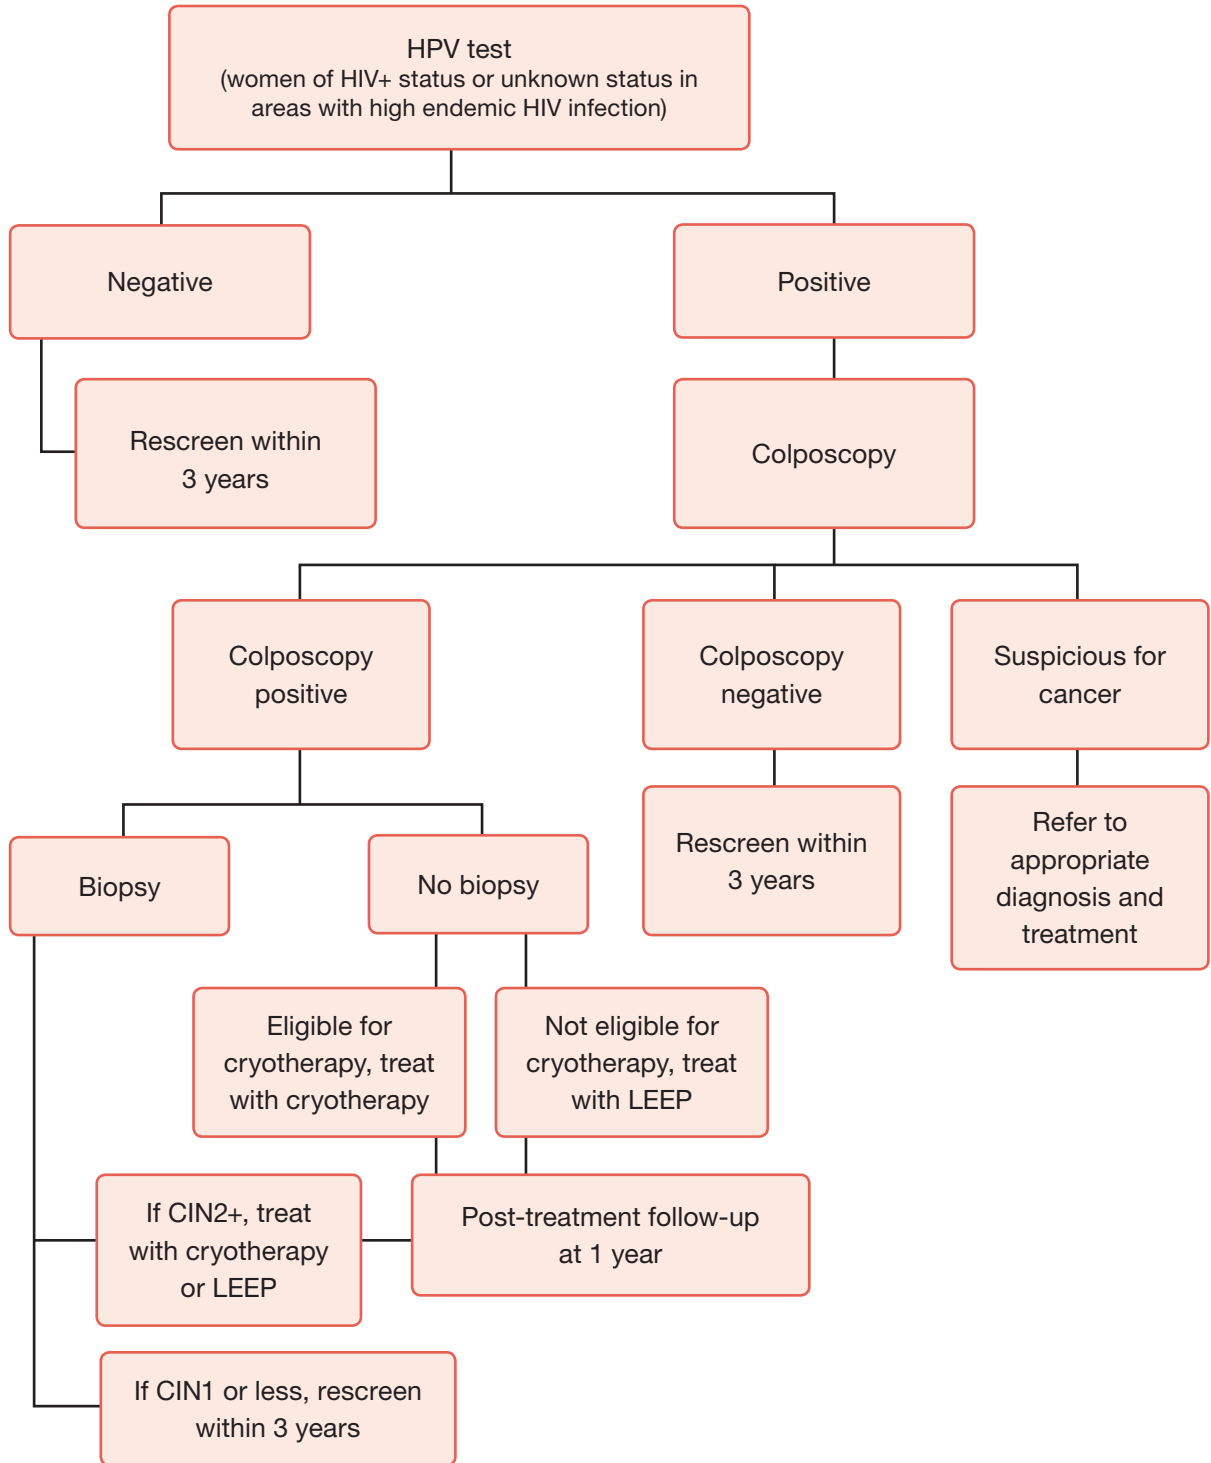 HPV test
(women of HIV+ status or unknown status in
areas with high endemic HIV infection)
Negative
Positive
Rescreen within
3 years
Colposcopy
Colposcopy
positive
Colposcopy
negative
Suspicious for
cancer
Biopsy
No biopsy
Rescreen within
3 years
Refer to
appropriate
diagnosis and
treatment
Eligible for
cryotherapy, treat
with cryotherapy
Not eligible for
cryotherapy, treat
with LEEP
If CIN2+, treat
with cryotherapy
or LEEP
Post-treatment follow-up
at 1 year
If CIN1 or less, rescreen
within 3 years